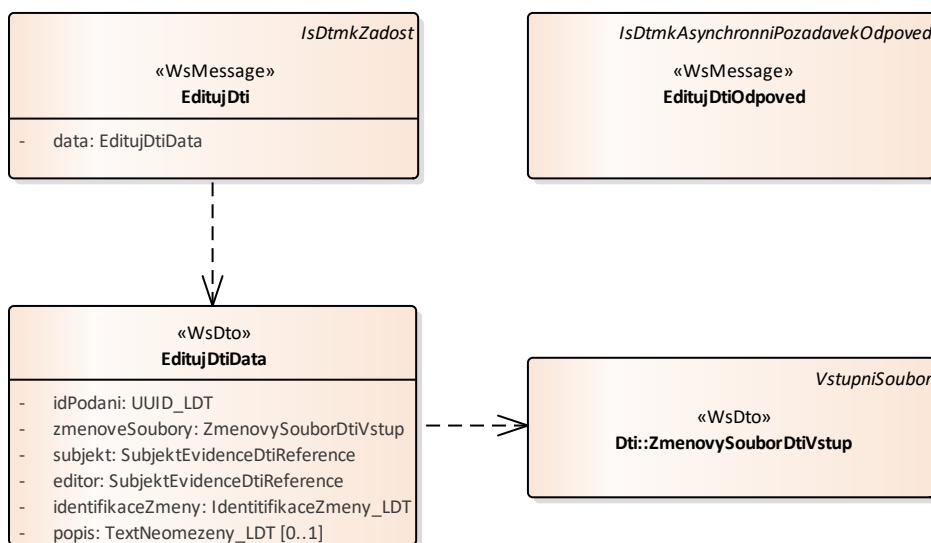 IsDtmkZadost
«WsMessage»
EditujDti
- data: EditujDtiData
IsDtmkAsynchronniPozadavekOdpoved
«WsMessage»
EditujDtiOdpoved
«WsDto»
EditujDtiData
- idPodani: UUID_LDT
- zmenoveSoubory: ZmenovySouborDtiVstup
- subjekt: SubjektEvidenceDtiReference
- editor: SubjektEvidenceDtiReference
- identifikaceZmeny: IdentitifikaceZmeny_LDT
- popis: TextNeomezeny_LDT [0..1]
VstupniSoubor
«WsDto»
Dti::ZmenovySouborDtiVstup